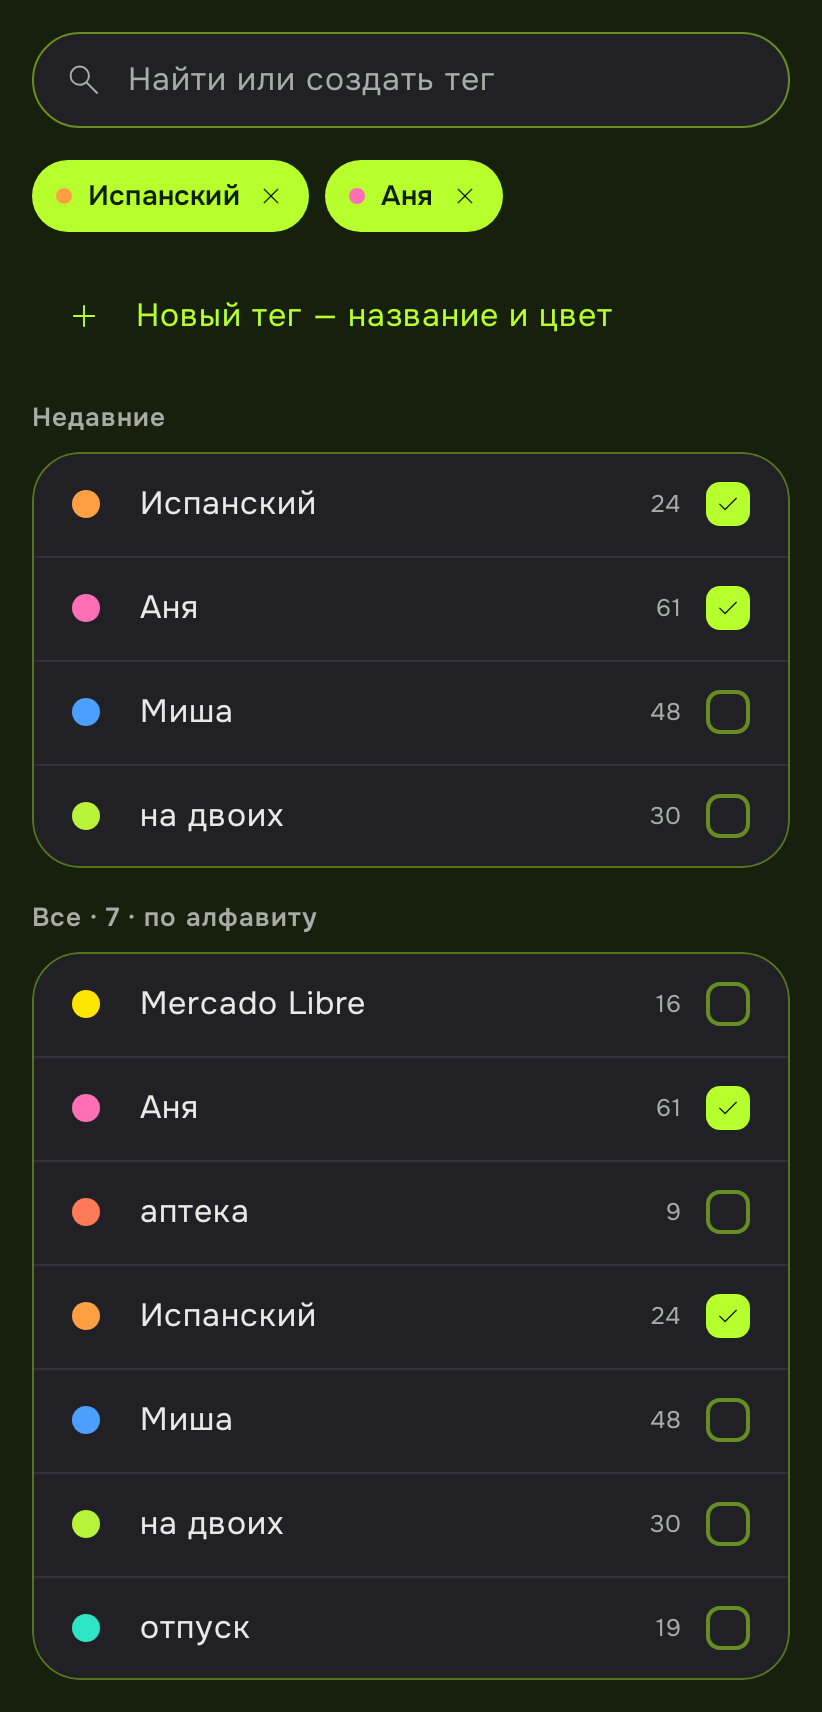 Найти или создать тег
Испанский Аня
Новый тег — название и цвет
Недавние
Испанский 24
Аня 61
Миша 48
на двоих 30
Все · 7 · по алфавиту
Mercado Libre 16
Аня 61
аптека 9
Испанский 24
Миша 48
на двоих 30
отпуск 19